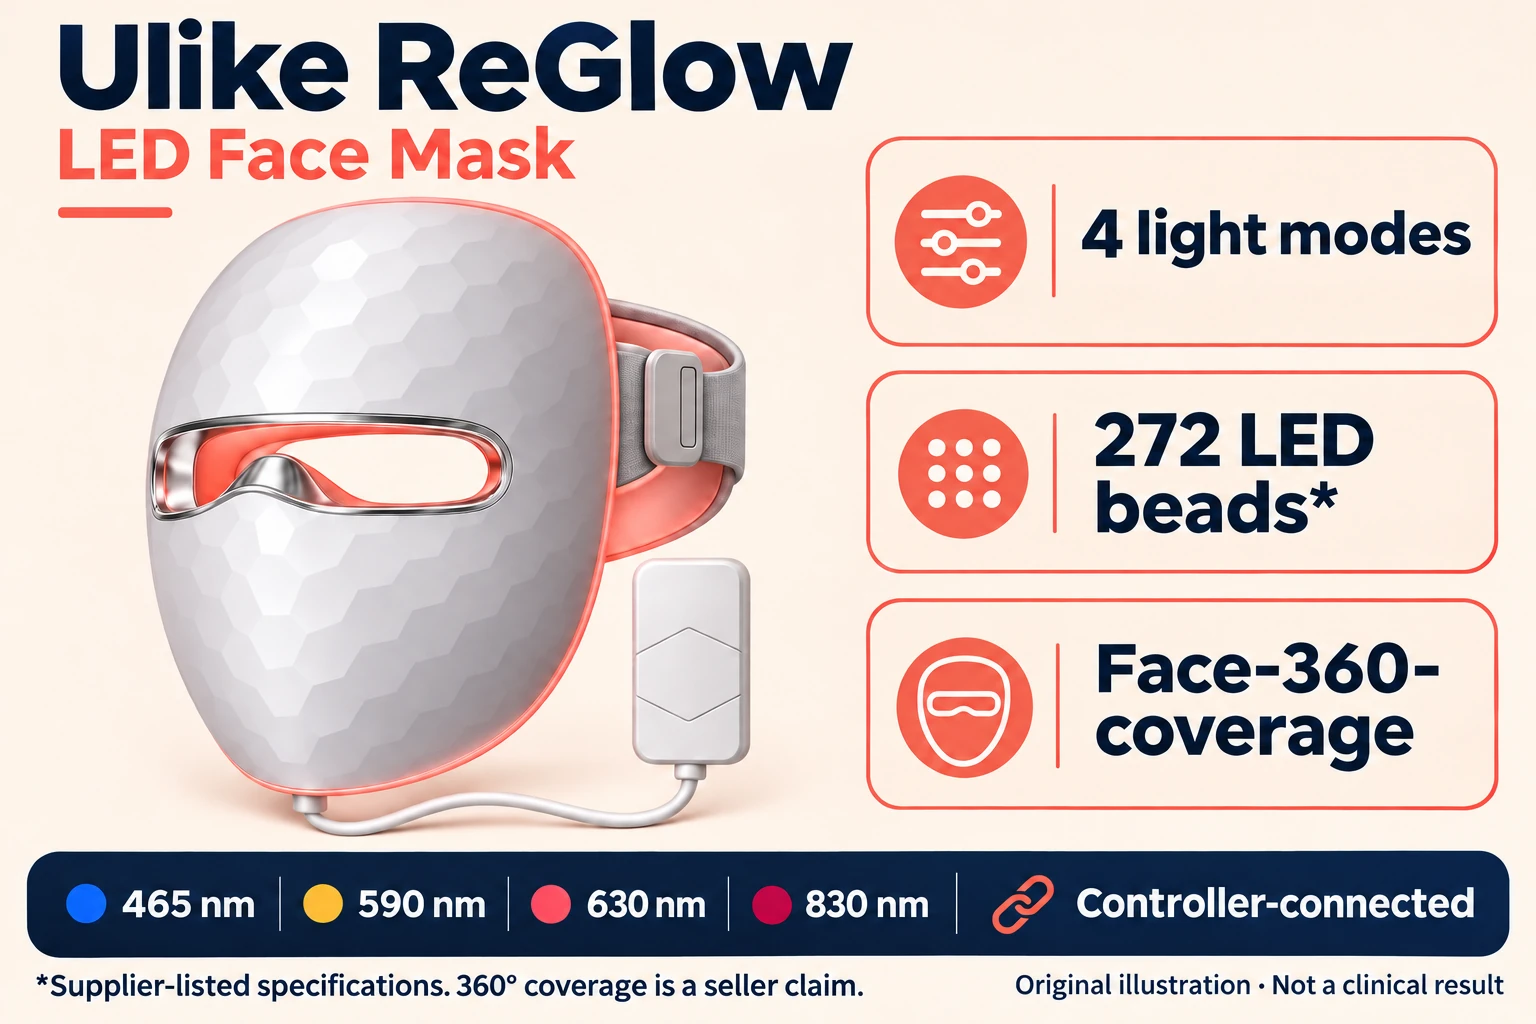 Ulike ReGlow
LED Face Mask
4 light modes
272 LED
beads*
Face-360-
coverage
465 nm
590 nm
630 nm
830 nm
Controller-connected
*Supplier-listed specifications. 360° coverage is a seller claim.
Original illustration • Not a clinical result